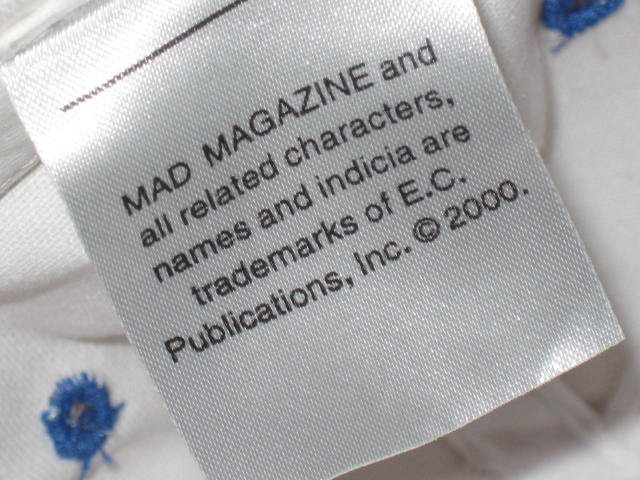 MAD MAGAZINE and
all related characters,
names and indicia are
trademarks of E.C.
Publications, Inc. © 2000.